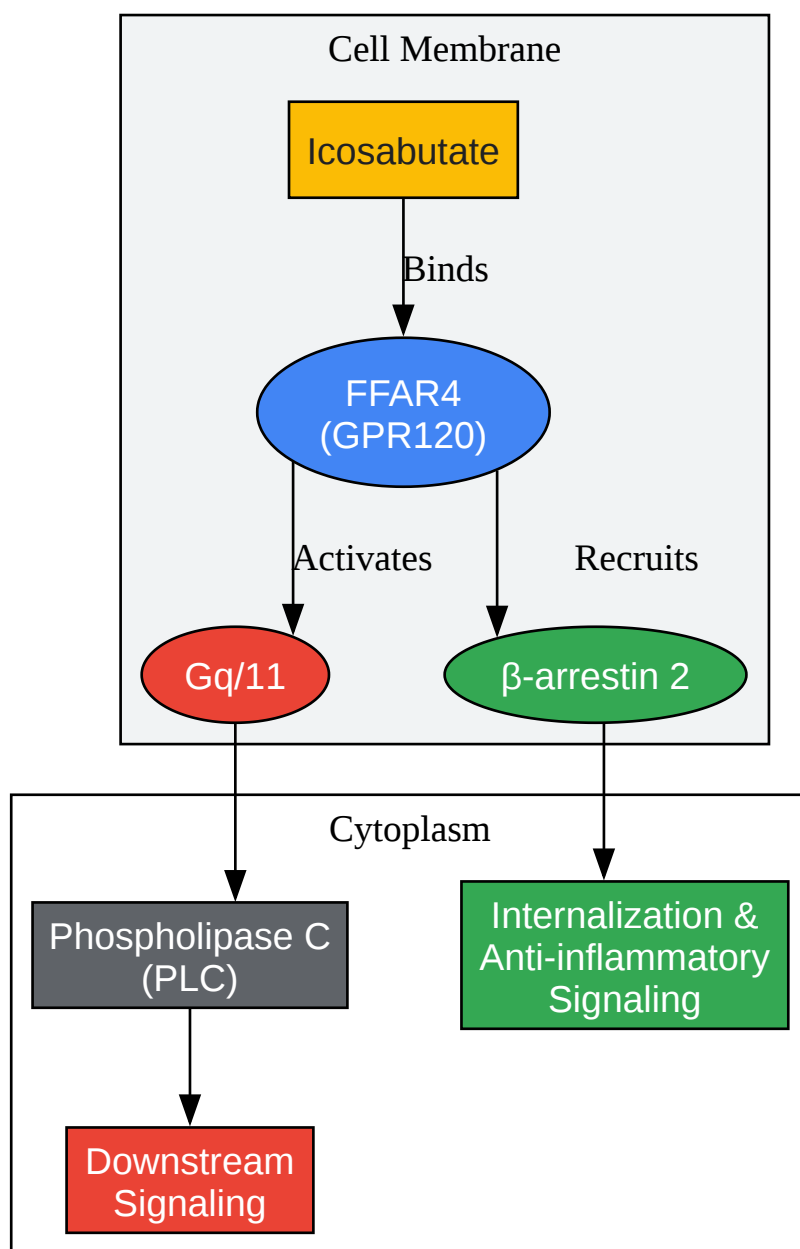 Cell Membrane
Icosabutate
Binds
FFAR4
(GPR120)
Activates
Recruits
Gq/11
β-arrestin 2
Cytoplasm
Phospholipase C
(PLC)
Internalization &
Anti-inflammatory
Signaling
Downstream
Signaling